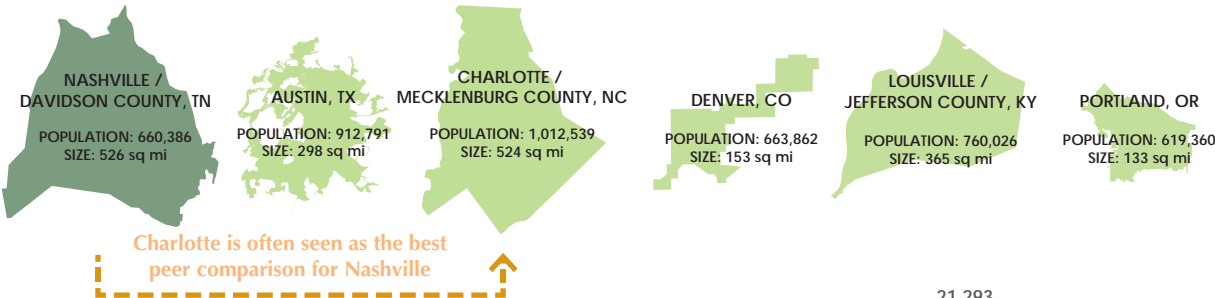 NASHVILLE /
DAVIDSON COUNTY, TN
POPULATION: 660,386
SIZE: 526 sq mi
AUSTIN, TX
POPULATION: 912,791
SIZE: 298 sq mi
CHARLOTTE /
MECKLENBURG COUNTY, NC
POPULATION: 1,012,539
SIZE: 524 sq mi
DENVER, CO
POPULATION: 663,862
SIZE: 153 sq mi
LOUISVILLE /
JEFFERSON COUNTY, KY
POPULATION: 760,026
SIZE: 365 sq mi
PORTLAND, OR
POPULATION: 619,360
SIZE: 133 sq mi
Charlotte is often seen as the best
peer comparison for Nashville
21,293